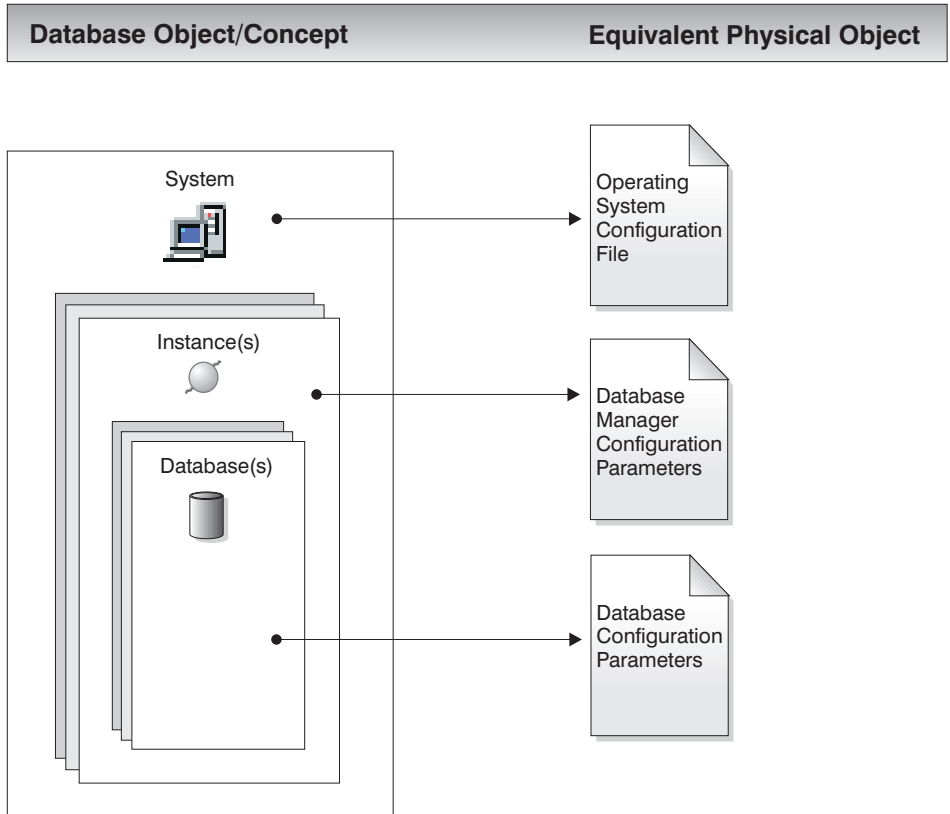 Database Object/Concept
Equivalent Physical Object
System
Operating
System
Configuration
File
Instance(s)
Database
Manager
Configuration
Parameters
Database(s)
Database
Configuration
Parameters